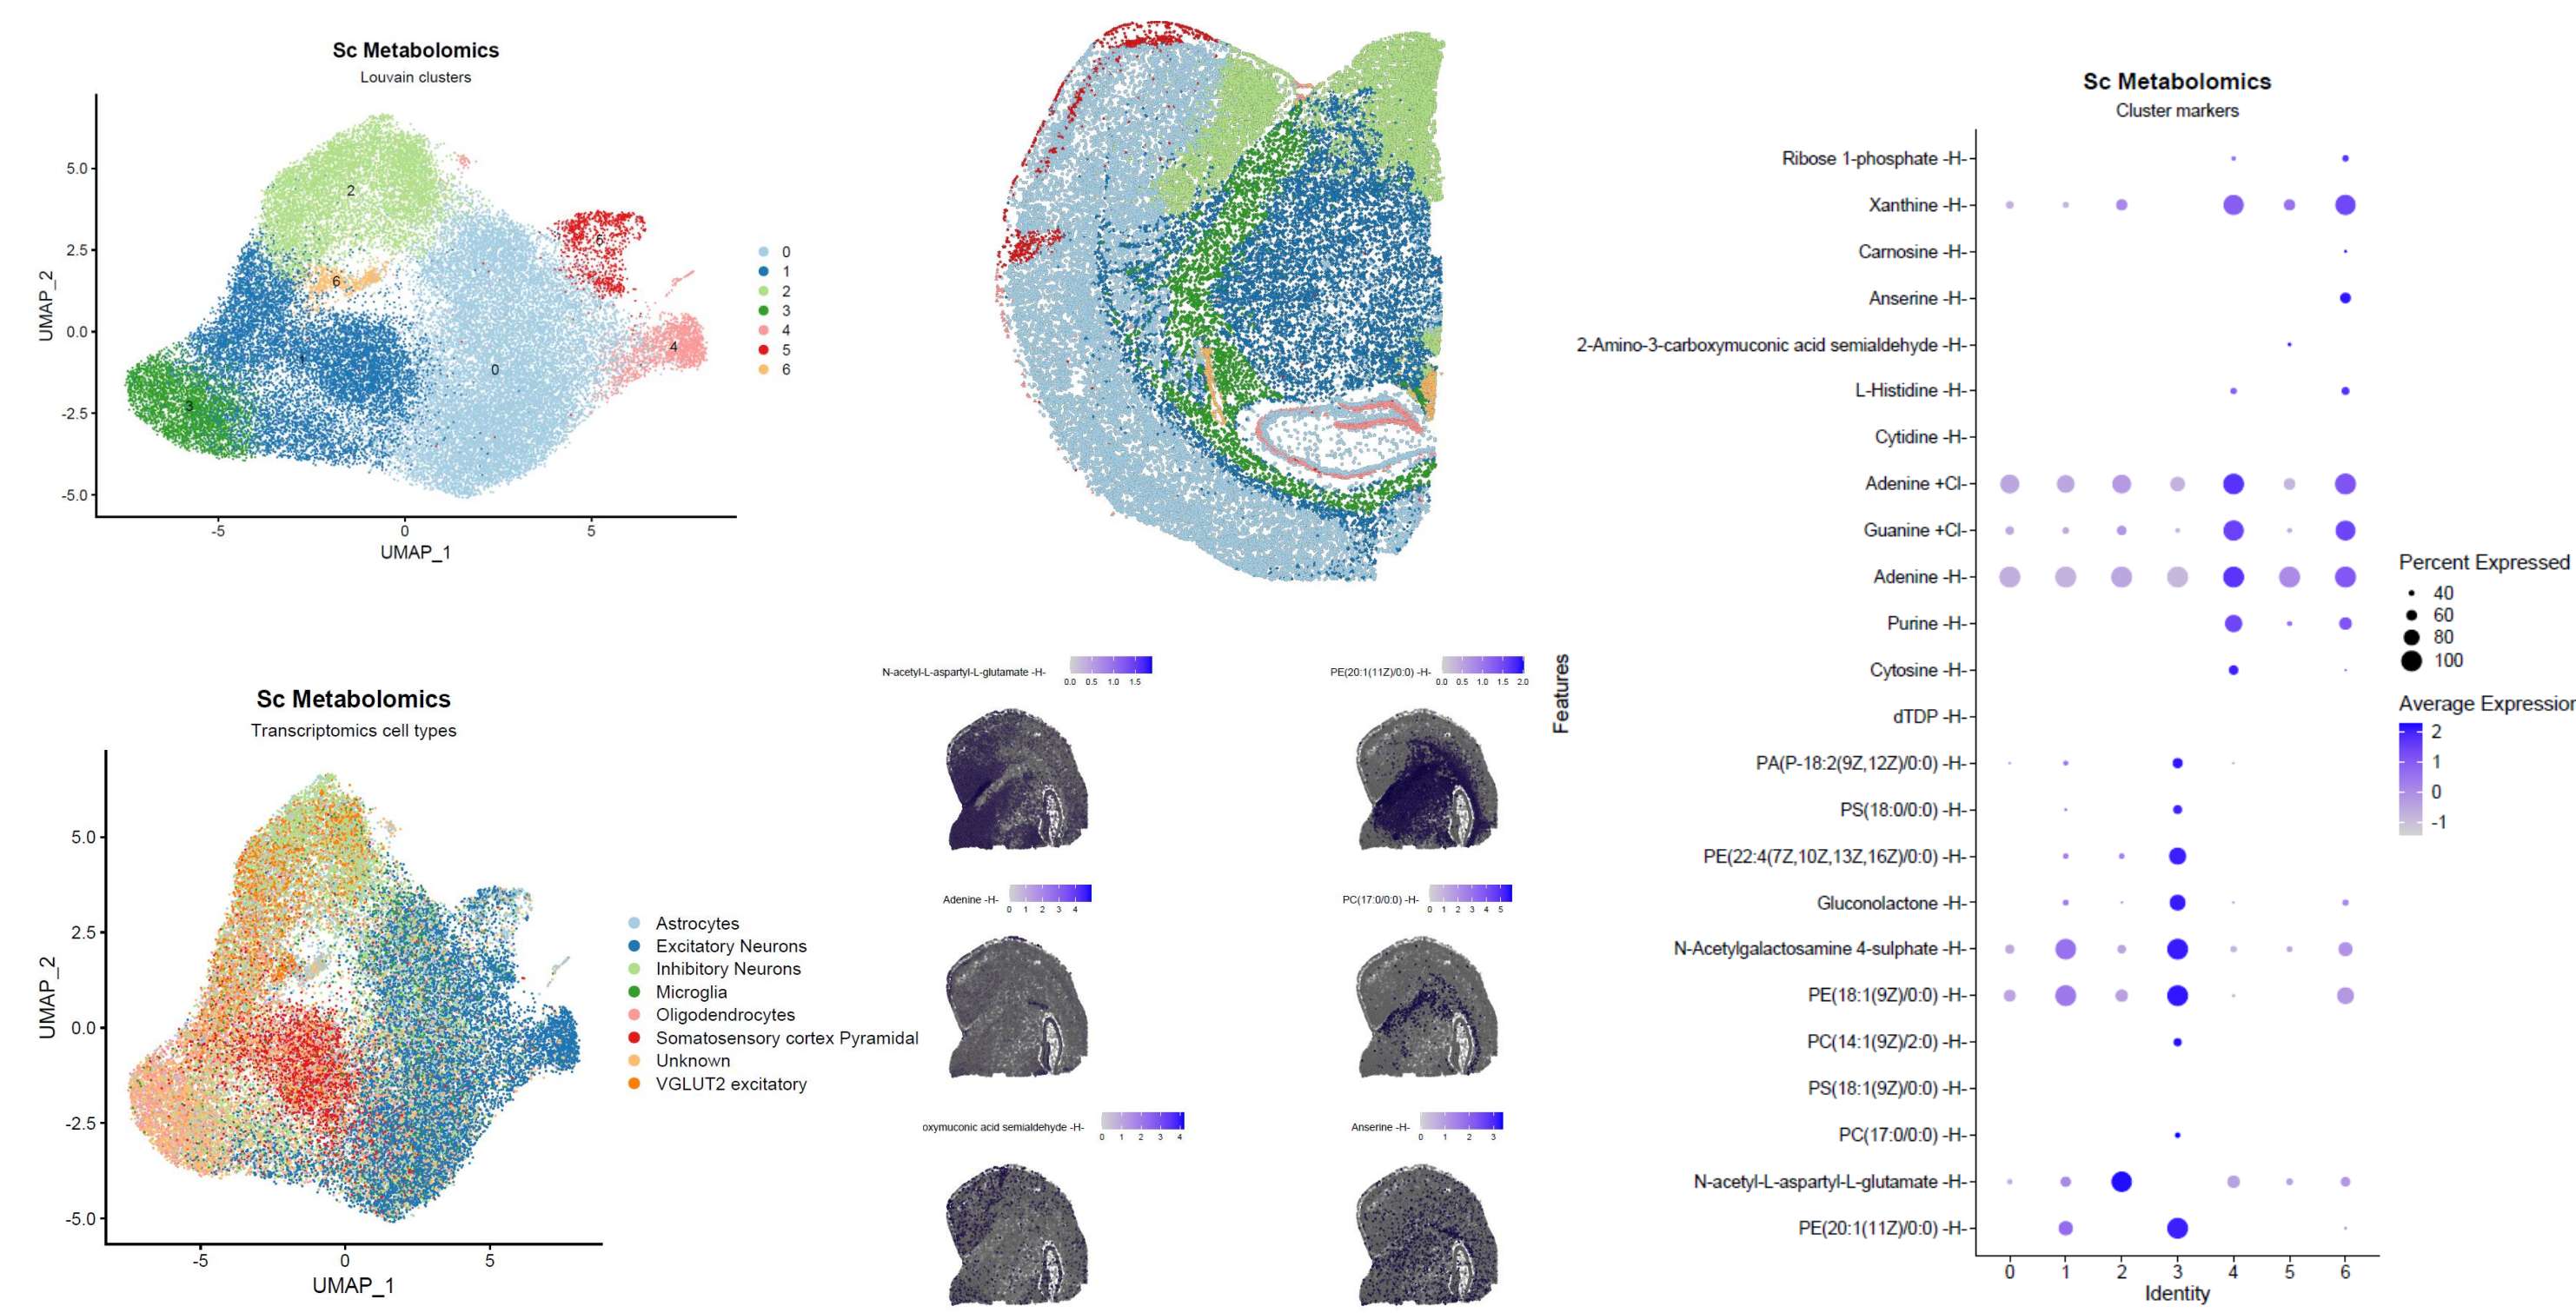 Sc Metabolomics
Louvain clusters
UMAP_2
5.0
2.5
0.0
-2.5
-5.0
-5
0
5
UMAP_1
2
5
6
4
1
0
3
0
1
2
3
4
5
6
Sc Metabolomics
Transcriptomics cell types
UMAP_2
5.0
2.5
0.0
-2.5
-5.0
-5
0
5
UMAP_1
Astrocytes
Excitatory Neurons
Inhibitory Neurons
Microglia
Oligodendrocytes
Somatosensory cortex Pyramidal
Unknown
VGLUT2 excitatory
N-acetyl-L-aspartyl-L-glutamate -H-
0.0 0.5 1.0 1.5
PE(20:1(11Z)/0:0) -H-
0.0 0.5 1.0 1.5 2.0
Adenine -H-
0 1 2 3 4
PC(17:0/0:0) -H-
0 1 2 3 4 5
oxymuconic acid semialdehyde -H-
0 1 2 3 4
Anserine -H-
0 1 2 3
Sc Metabolomics
Cluster markers
Features
Ribose 1-phosphate -H-
Xanthine -H-
Carnosine -H-
Anserine -H-
2-Amino-3-carboxymuconic acid semialdehyde -H-
L-Histidine -H-
Cytidine -H-
Adenine +Cl-
Guanine +Cl-
Adenine -H-
Purine -H-
Cytosine -H-
dTDP -H-
PA(P-18:2(9Z,12Z)/0:0) -H-
PS(18:0/0:0) -H-
PE(22:4(7Z,10Z,13Z,16Z)/0:0) -H-
Gluconolactone -H-
N-Acetylgalactosamine 4-sulphate -H-
PE(18:1(9Z)/0:0) -H-
PC(14:1(9Z)/2:0) -H-
PS(18:1(9Z)/0:0) -H-
PC(17:0/0:0) -H-
N-acetyl-L-aspartyl-L-glutamate -H-
PE(20:1(11Z)/0:0) -H-
0 1 2 3 4 5 6
Identity
Percent Expressed
40
60
80
100
Average Expression
2
1
0
-1